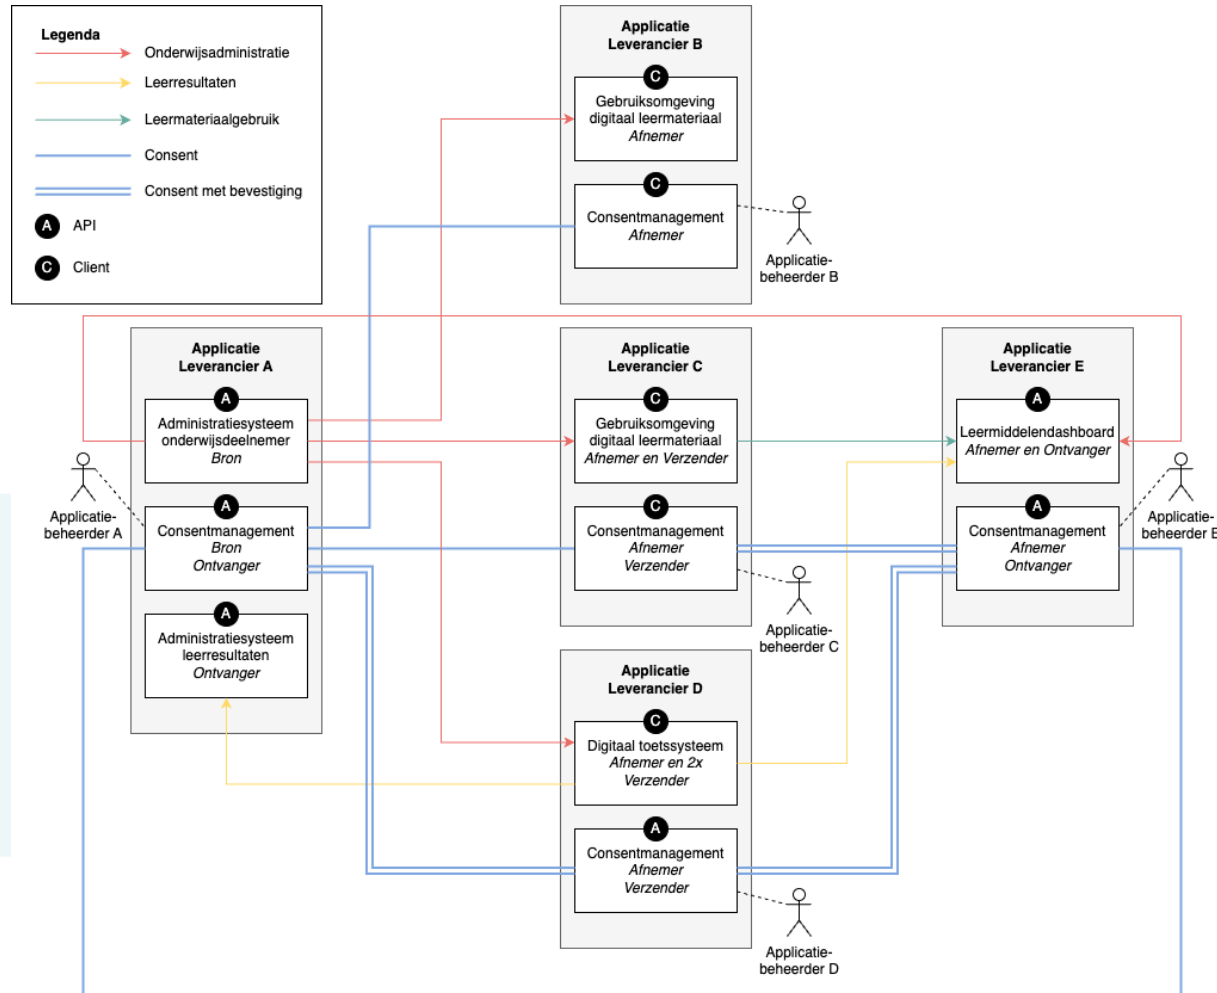 Legenda
Onderwijsadministratie
Leerresultaten
Leermateriaalgebruik
Consent
Consent met bevestiging
A API
C Client
Applicatie
Leverancier B
C
Gebruiksomgeving
digitaal leermateriaal
Afnemer
C
Consentmanagement
Afnemer
Applicatie-
beheerder B
Applicatie
Leverancier A
A
Administratiesysteem
onderwijsdeelnemer
Bron
Applicatie-
beheerder A
A
Consentmanagement
Bron
Ontvanger
A
Administratiesysteem
leerresultaten
Ontvanger
Applicatie
Leverancier C
C
Gebruiksomgeving
digitaal leermateriaal
Afnemer en Verzender
C
Consentmanagement
Afnemer
Verzender
Applicatie-
beheerder C
Applicatie
Leverancier E
A
Leermiddelendashboard
Afnemer en Ontvanger
A
Consentmanagement
Afnemer
Ontvanger
Applicatie-
beheerder E
Applicatie
Leverancier D
C
Digitaal toetssysteem
Afnemer en 2x
Verzender
A
Consentmanagement
Afnemer
Verzender
Applicatie-
beheerder D